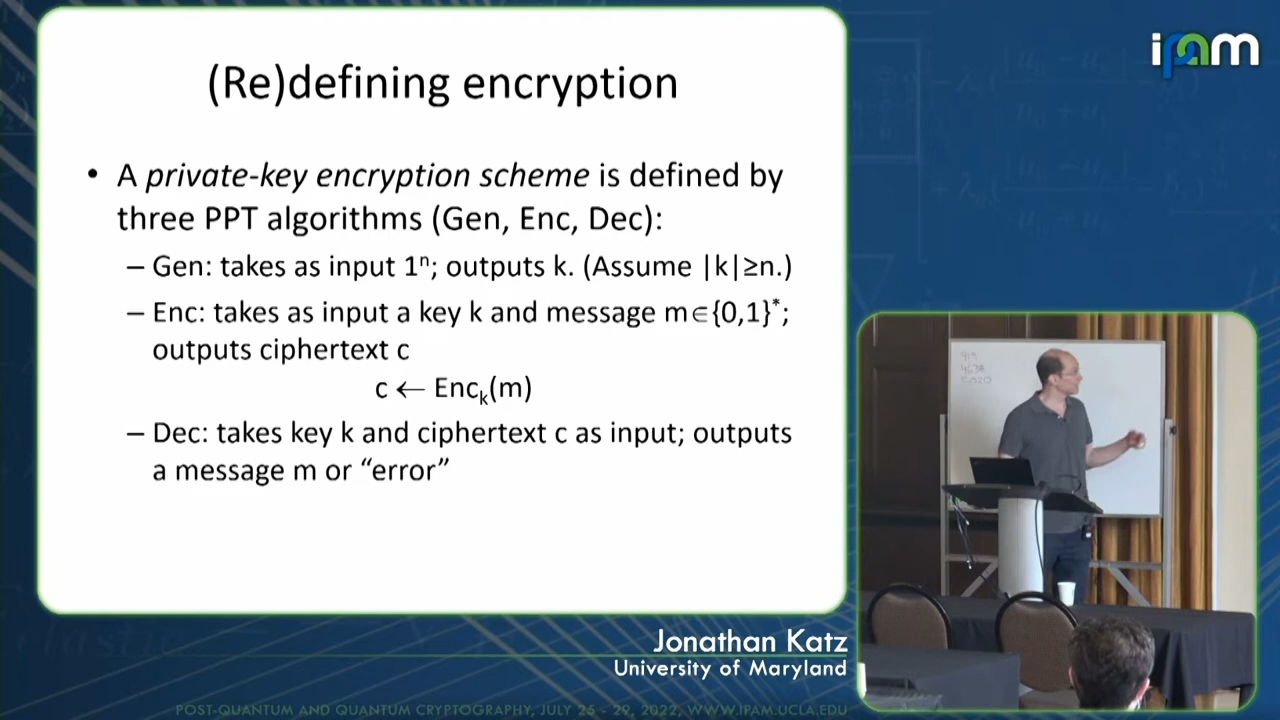 ipam
(Re)defining encryption
• A private-key encryption scheme is defined by
three PPT algorithms (Gen, Enc, Dec):
– Gen: takes as input 1ⁿ; outputs k. (Assume |k|≥n.)
– Enc: takes as input a key k and message m∈{0,1}*;
outputs ciphertext c
c ← Encₖ(m)
– Dec: takes key k and ciphertext c as input; outputs
a message m or “error”
Jonathan Katz
University of Maryland
POST-QUANTUM AND QUANTUM CRYPTOGRAPHY, JULY 25 - 29, 2022, WWW.IPAM.UCLA.EDU